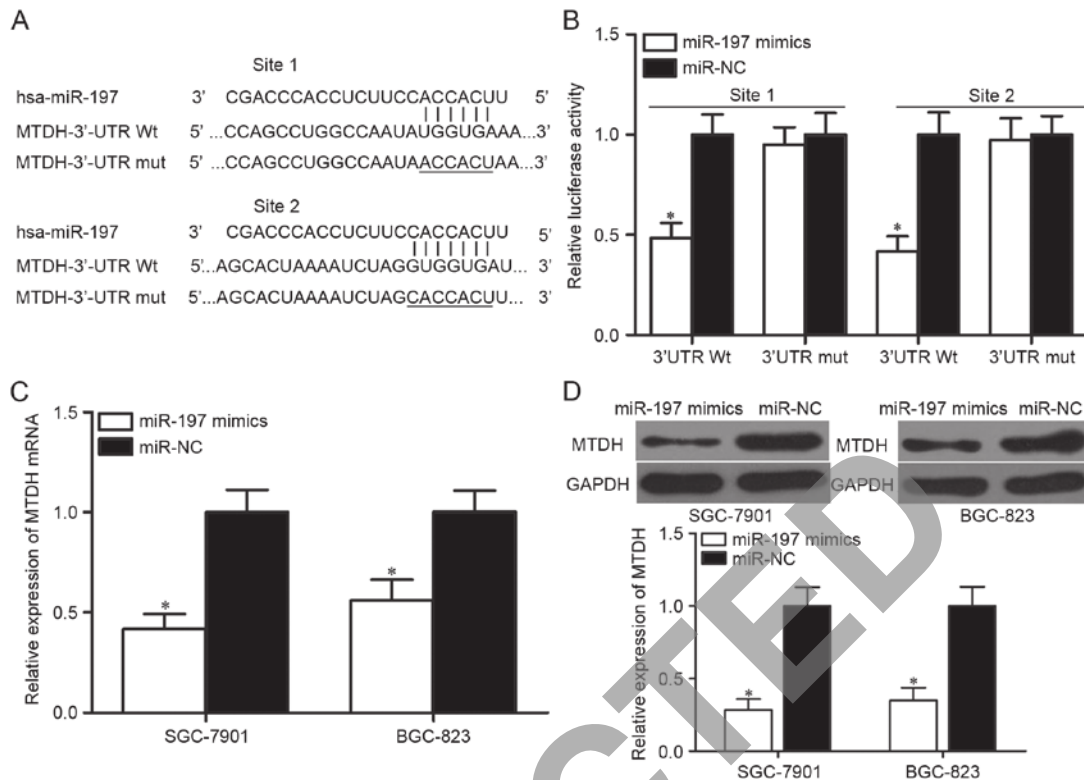 A
Site 1
hsa-miR-197 3' CGACCCACCUCUUCCACCACUU 5'
MTDH-3'-UTR Wt 5' ...CCAGCCUGGCCAAUAUGGUGAAA...3'
MTDH-3'-UTR mut 5' ...CCAGCCUGGCCAAUAACCACUAA...3'
Site 2
hsa-miR-197 3' CGACCCACCUCUUCCACCACUU 5'
MTDH-3'-UTR Wt 5'...AGCACUAAAAUCUAGGUGGUGAU... 3'
MTDH-3'-UTR mut 5'...AGCACUAAAAUCUAGCACCACUU... 3'
B
miR-197 mimics
miR-NC
Site 1 Site 2
Relative luciferase activity
1.5
1.0
0.5
0.0
* *
3'UTR Wt 3'UTR mut 3'UTR Wt 3'UTR mut
C
miR-197 mimics
miR-NC
Relative expression of MTDH mRNA
1.5
1.0
0.5
0.0
* *
SGC-7901 BGC-823
D
miR-197 mimics miR-NC miR-197 mimics miR-NC
MTDH MTDH
GAPDH GAPDH
SGC-7901 BGC-823
miR-197 mimics
miR-NC
Relative expression of MTDH
1.5
1.0
0.5
0.0
* *
SGC-7901 BGC-823
CTED